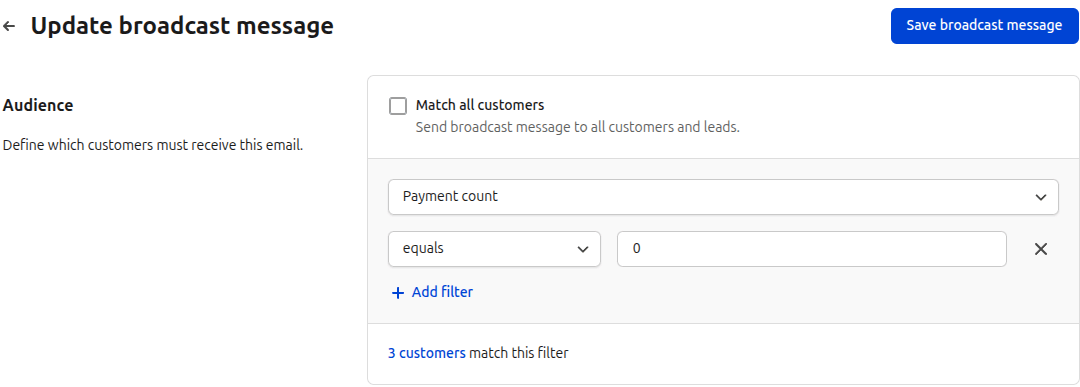 Update broadcast message
Save broadcast message
Audience
Define which customers must receive this email.
Match all customers
Send broadcast message to all customers and leads.
Payment count
equals
0
Add filter
3 customers match this filter